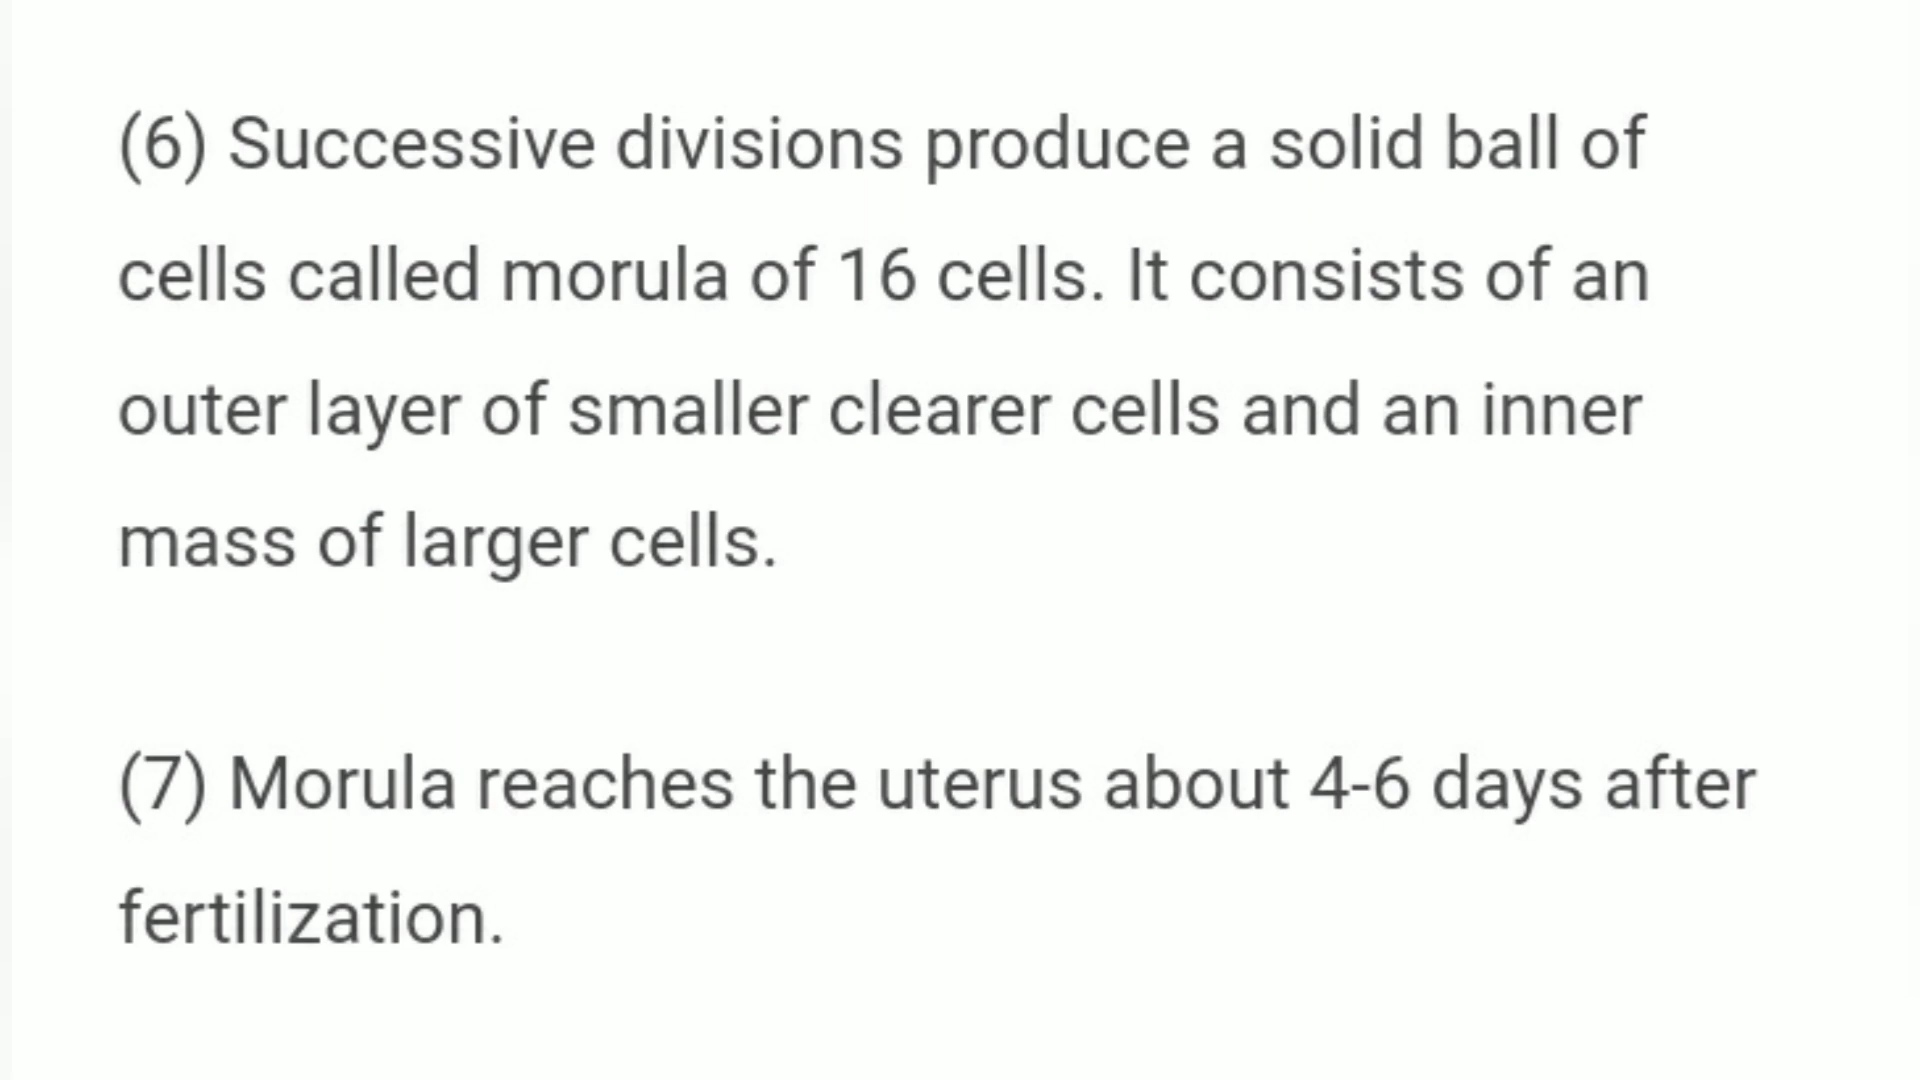 (6) Successive divisions produce a solid ball of
cells called morula of 16 cells. It consists of an
outer layer of smaller clearer cells and an inner
mass of larger cells.
(7) Morula reaches the uterus about 4-6 days after
fertilization.